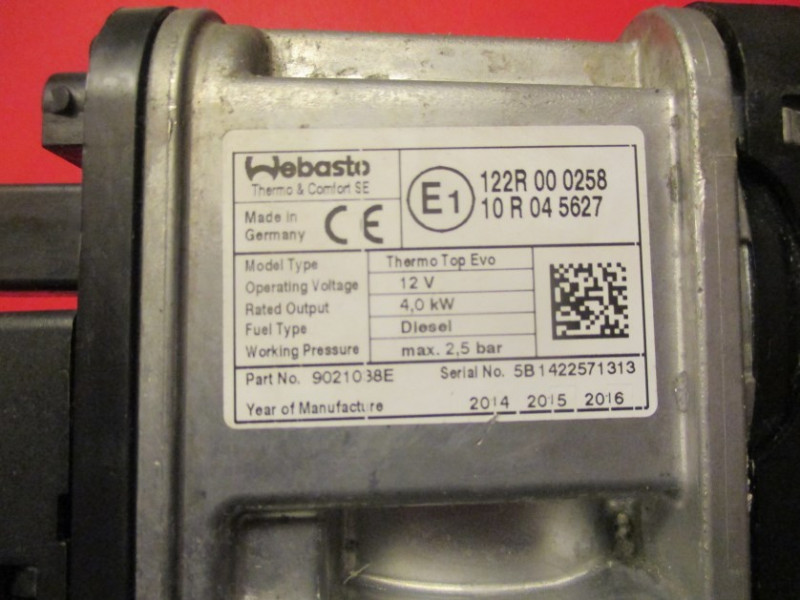 Webasto
Thermo & Comfort SE
Made in
Germany
CE
E1
122R 00 0258
10 R 04 5627
Model Type Thermo Top Evo
Operating Voltage 12 V
Rated Output 4,0 kW
Fuel Type Diesel
Working Pressure max. 2,5 bar
Part No. 9021038E Serial No. 5B1422571313
Year of Manufacture 2014 2015 2016